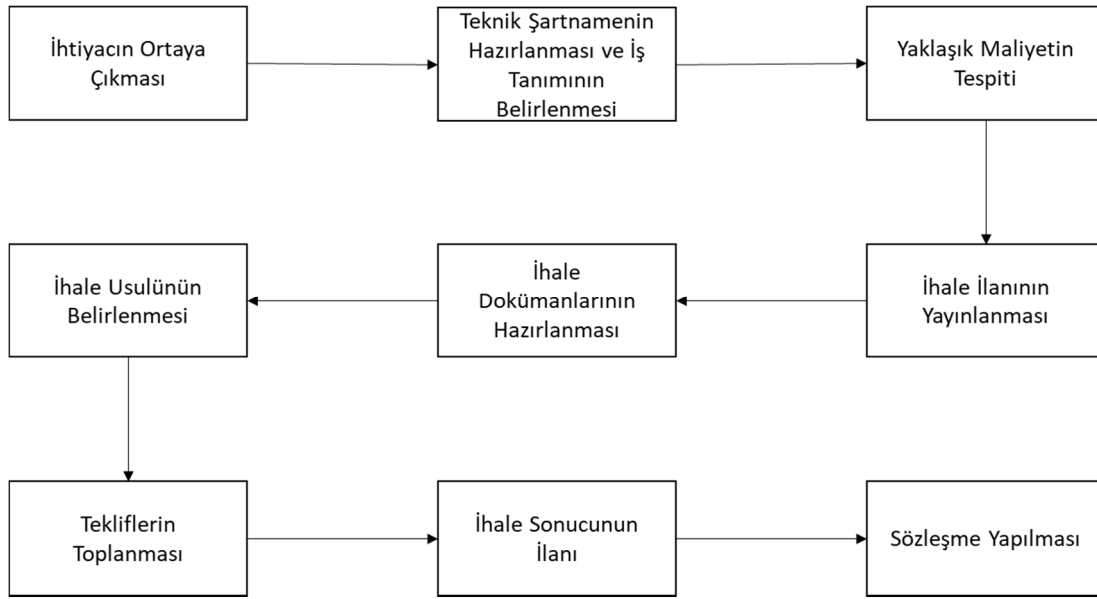 İhtiyacın Ortaya
Çıkması
Teknik Şartnamenin
Hazırlanması ve İş
Tanımının
Belirlenmesi
Yaklaşık Maliyetin
Tespiti
İhale İlanının
Yayınlanması
İhale
Dokümanlarının
Hazırlanması
İhale Usulünün
Belirlenmesi
Tekliflerin
Toplanması
İhale Sonucunun
İlanı
Sözleşme Yapılması